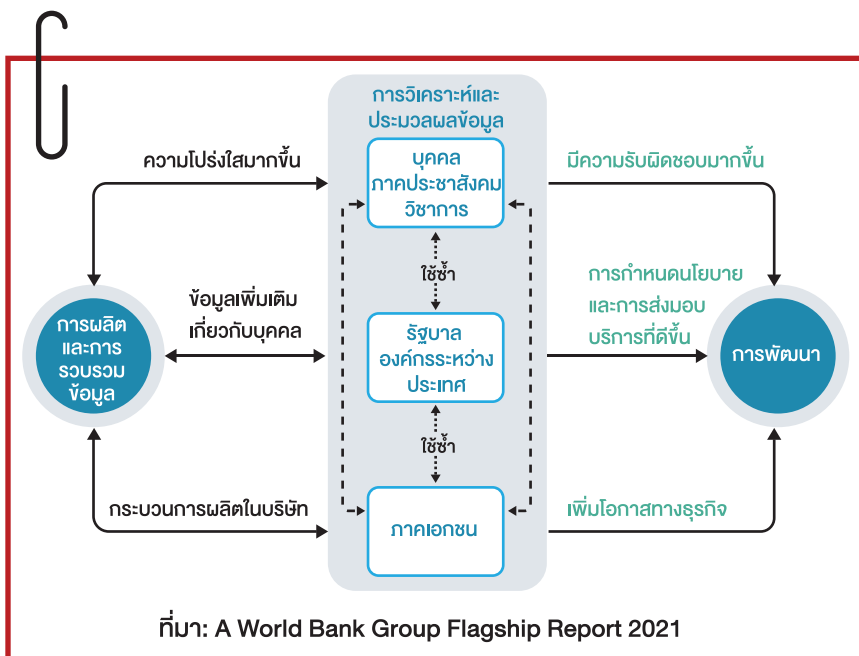 การวิเคราะห์และ
ประมวลผลข้อมูล
ความโปร่งใสมากขึ้น
บุคคล
ภาคประชาสังคม
วิชาการ
มีความรับผิดชอบมากขึ้น
ใช้ซ้ำ
ข้อมูลเพิ่มเติม
เกี่ยวกับบุคคล
การกำหนดนโยบาย
และการส่งมอบ
บริการที่ดีขึ้น
การผลิต
และการ
รวบรวม
ข้อมูล
รัฐบาล
องค์กรระหว่าง
ประเทศ
การพัฒนา
ใช้ซ้ำ
กระบวนการผลิตในบริษัท
ภาคเอกชน
เพิ่มโอกาสทางธุรกิจ
ที่มา: A World Bank Group Flagship Report 2021